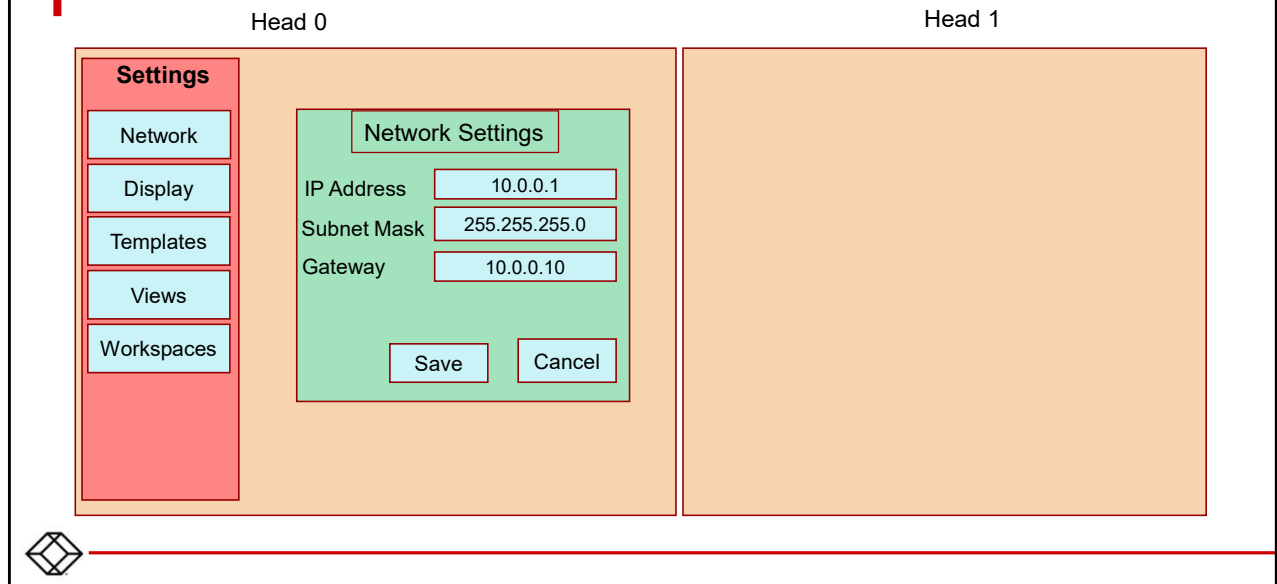 Head 0
Head 1
Settings
Network
Display
Templates
Views
Workspaces
Network Settings
IP Address 10.0.0.1
Subnet Mask 255.255.255.0
Gateway 10.0.0.10
Save Cancel